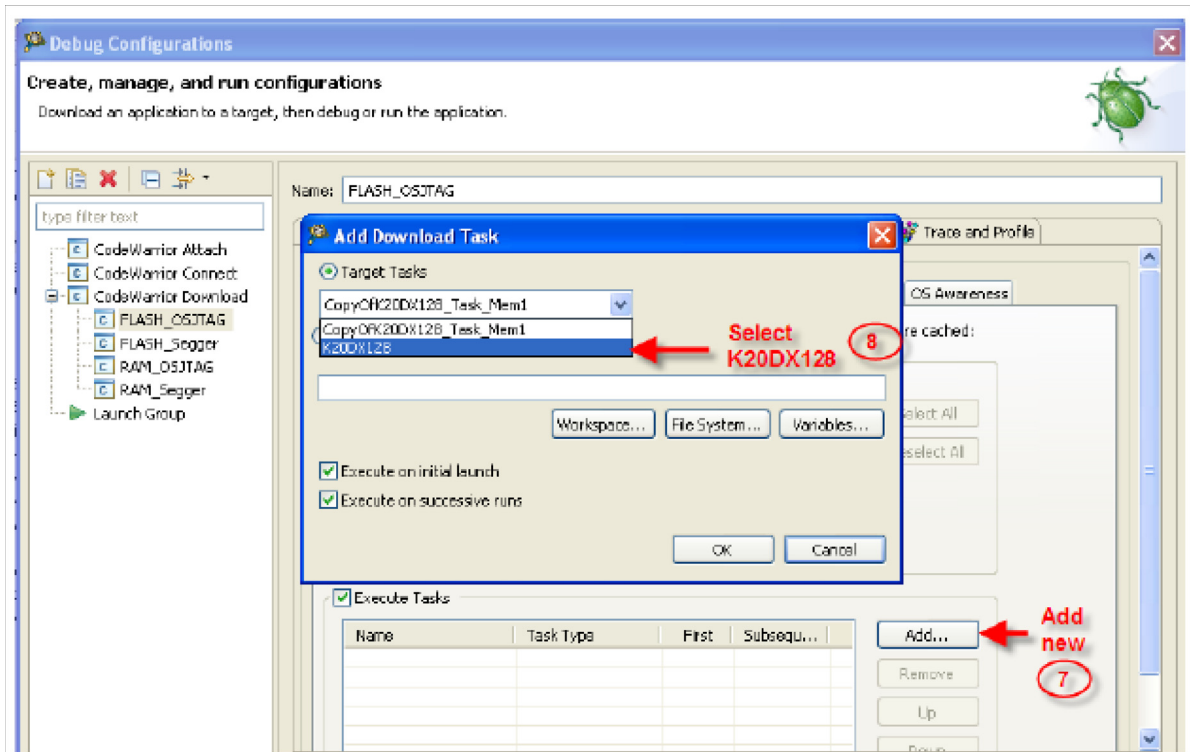 Debug Configurations
Create, manage, and run configurations
Download an application to a target, then debug or run the application.
type filter text
CodeWarrior Attach
CodeWarrior Connect
CodeWarrior Download
FLASH_OSJTAG
FLASH_Segger
RAM_OSJTAG
RAM_Segger
Launch Group
Name: FLASH_OSJTAG
Trace and Profile
OS Awareness
re cached:
elect All
eselect All
Add Download Task
Target Tasks
CopyOfK20DX128_Task_Mem1
CopyOfK20DX128_Task_Mem1
K20DX128
Select
K20DX128
8
Workspace... File System... Variables...
Execute on initial launch
Execute on successive runs
OK Cancel
Execute Tasks
Name Task Type First Subsequ...
Add...
Remove
Up
Down
Add
new
7